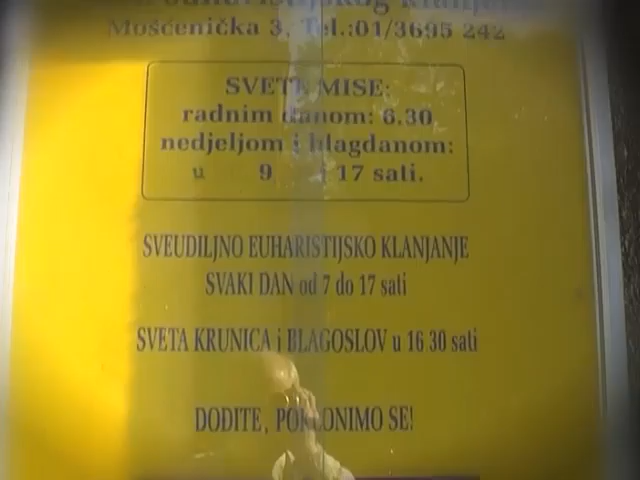 klanjanja
Mošćenička 3, Tel.:01/3695 242
SVETE MISE:
radnim danom: 6.30
nedjeljom i blagdanom:
u 9 i 17 sati.
SVEUDILJNO EUHARISTIJSKO KLANJANJE
SVAKI DAN od 7 do 17 sati
SVETA KRUNICA i BLAGOSLOV u 16 30 sati
DOĐITE, POKLONIMO SE!